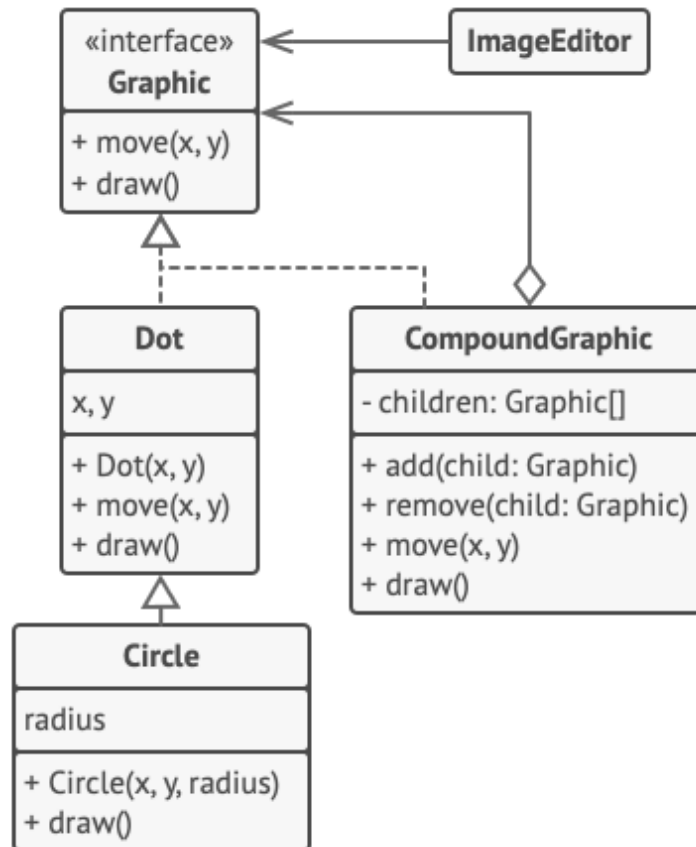 «interface»
Graphic
+ move(x, y)
+ draw()
ImageEditor
Dot
x, y
+ Dot(x, y)
+ move(x, y)
+ draw()
CompoundGraphic
- children: Graphic[]
+ add(child: Graphic)
+ remove(child: Graphic)
+ move(x, y)
+ draw()
Circle
radius
+ Circle(x, y, radius)
+ draw()